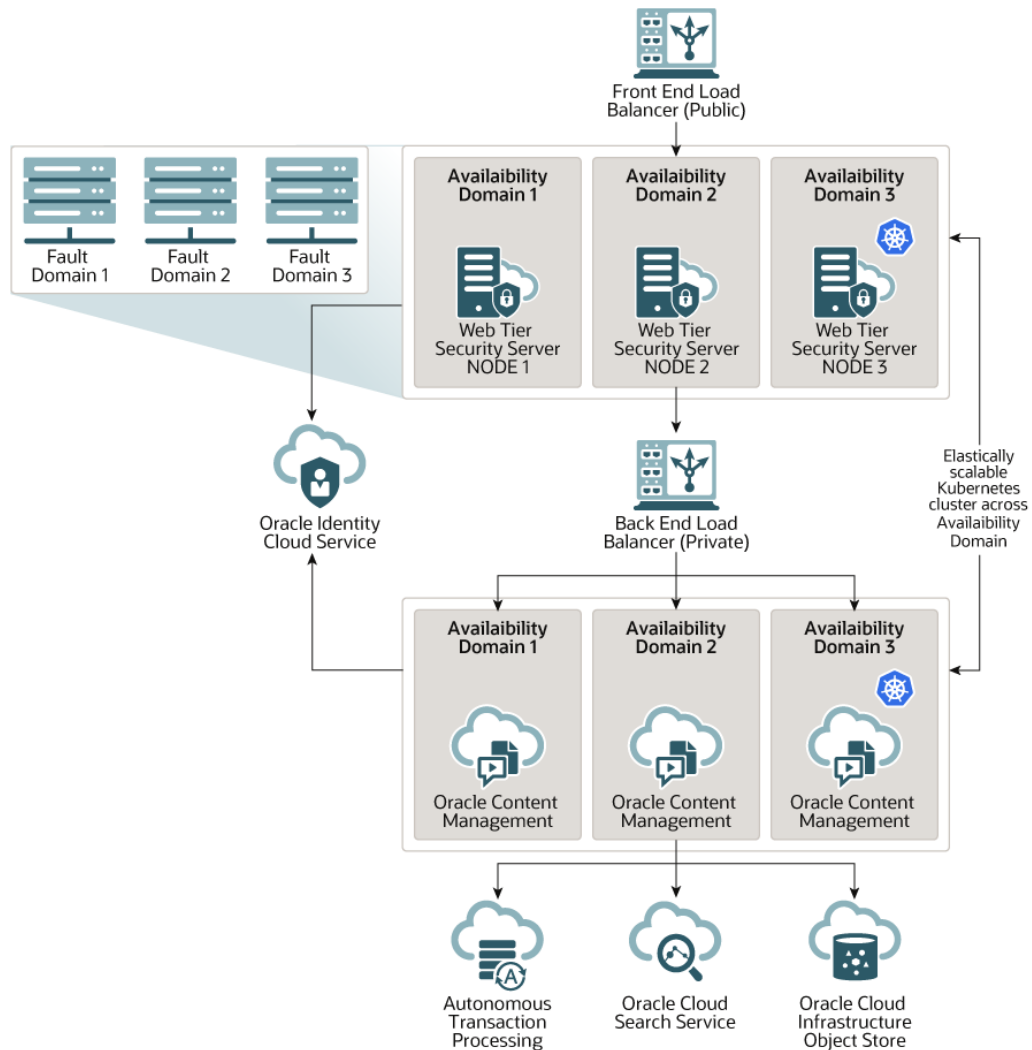 Front End Load
Balancer (Public)
Fault
Domain 1
Fault
Domain 2
Fault
Domain 3
Availaibility
Domain 1
Availaibility
Domain 2
Availaibility
Domain 3
Web Tier
Security Server
NODE 1
Web Tier
Security Server
NODE 2
Web Tier
Security Server
NODE 3
Oracle Identity
Cloud Service
Back End Load
Balancer (Private)
Elastically
scalable
Kubernetes
cluster across
Availaibility
Domain
Availaibility
Domain 1
Availaibility
Domain 2
Availaibility
Domain 3
Oracle Content
Management
Oracle Content
Management
Oracle Content
Management
A
Autonomous
Transaction
Processing
Oracle Cloud
Search Service
Oracle Cloud
Infrastructure
Object Store